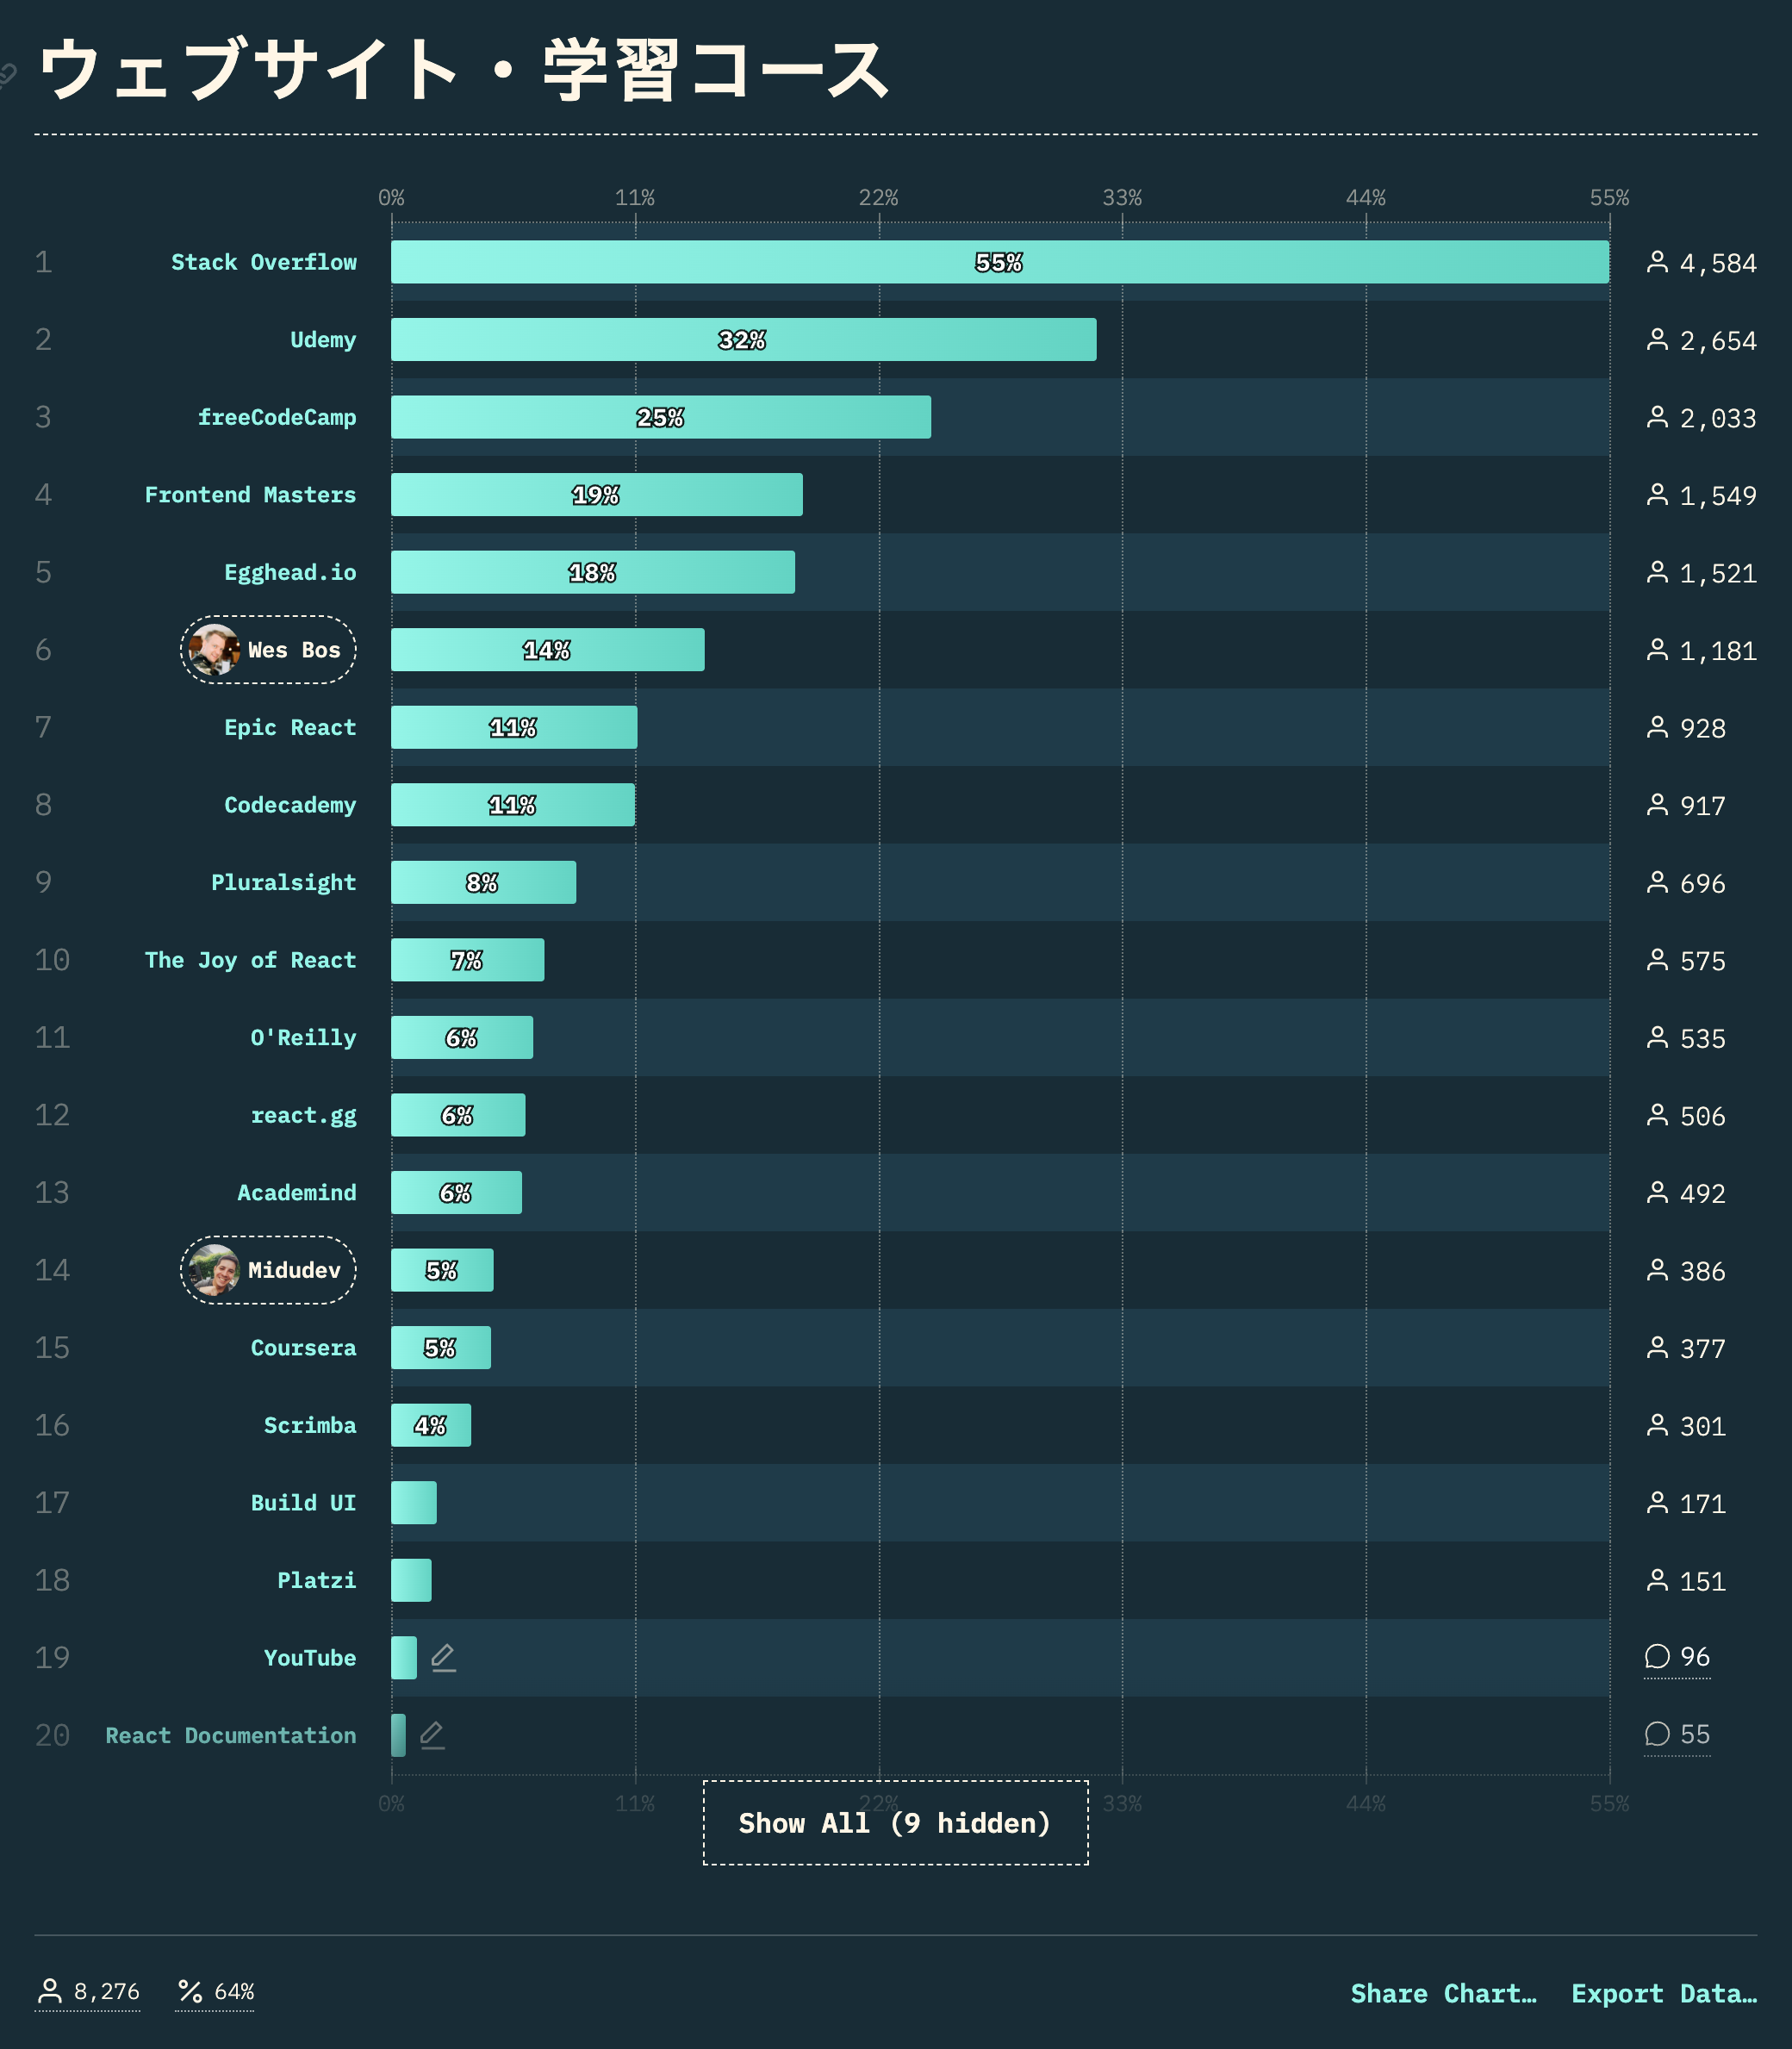 ウェブサイト・学習コース
0% 11% 22% 33% 44% 55%
1 Stack Overflow 55% 4,584
2 Udemy 32% 2,654
3 freeCodeCamp 25% 2,033
4 Frontend Masters 19% 1,549
5 Egghead.io 18% 1,521
6 Wes Bos 14% 1,181
7 Epic React 11% 928
8 Codecademy 11% 917
9 Pluralsight 8% 696
10 The Joy of React 7% 575
11 O'Reilly 6% 535
12 react.gg 6% 506
13 Academind 6% 492
14 Midudev 5% 386
15 Coursera 5% 377
16 Scrimba 4% 301
17 Build UI 171
18 Platzi 151
19 YouTube 96
20 React Documentation 55
0% 11% 22% 33% 44% 55%
Show All (9 hidden)
8,276 64% Share Chart… Export Data…